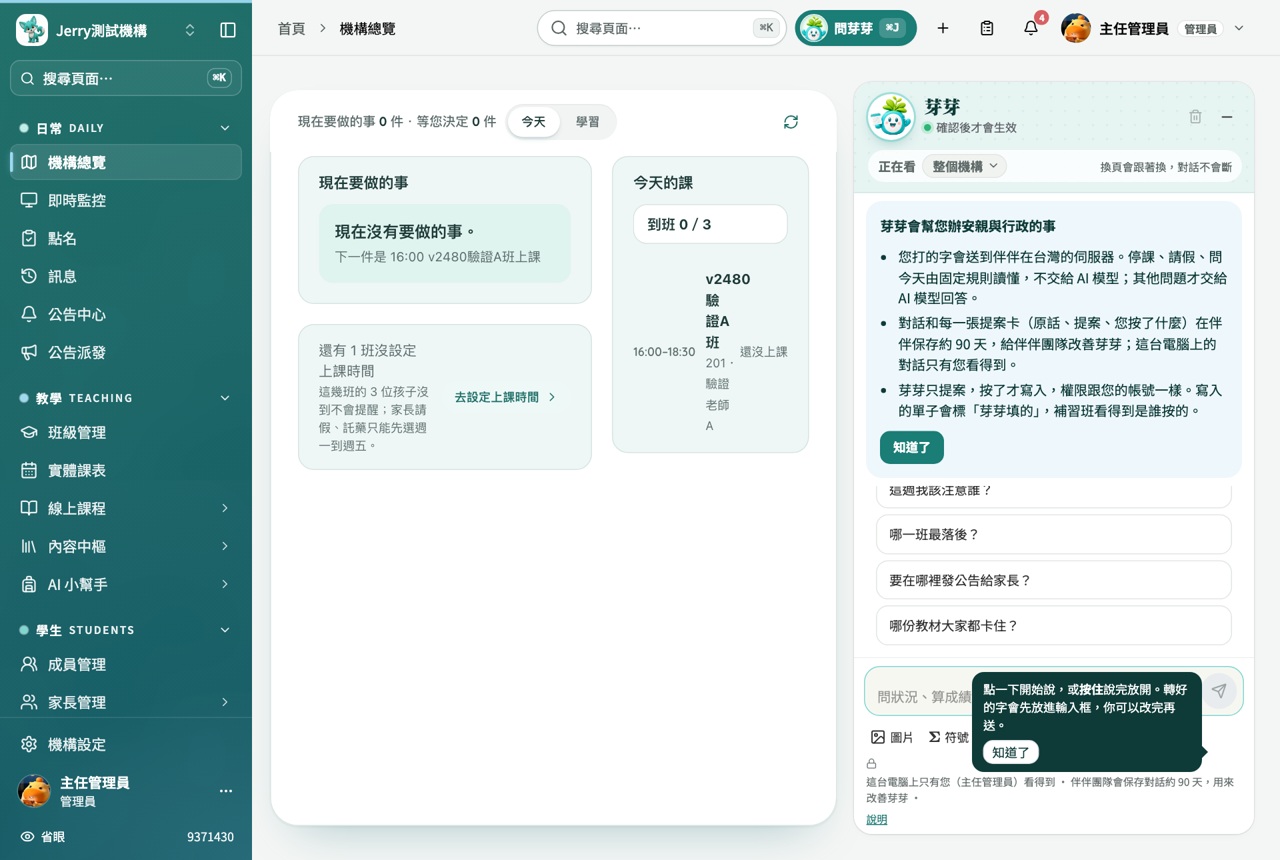 Jerry測試機構
搜尋頁面… ⌘K
日常 DAILY
機構總覽
即時監控
點名
訊息
公告中心
公告派發
教學 TEACHING
班級管理
實體課表
線上課程
內容中樞
AI 小幫手
學生 STUDENTS
成員管理
家長管理
機構設定
主任管理員
管理員
省眼 9371430
首頁 機構總覽
搜尋頁面… ⌘K
問芽芽 ⌘J
4
主任管理員 管理員
現在要做的事 0 件 · 等您決定 0 件
今天 學習
現在要做的事
現在沒有要做的事。
下一件是 16:00 v2480驗證A班上課
還有 1 班沒設定
上課時間
這幾班的 3 位孩子沒
到不會提醒；家長請
假、託藥只能先選週
一到週五。
去設定上課時間
今天的課
到班 0 / 3
16:00–18:30
v2480
驗
證A
班
201 ·
驗證
老師
A
還沒上課
芽芽
確認後才會生效
正在看 整個機構 換頁會跟著換，對話不會斷
芽芽會幫您辦安親與行政的事
您打的字會送到伴伴在台灣的伺服器。停課、請假、問
今天由固定規則讀懂，不交給 AI 模型；其他問題才交給
AI 模型回答。
對話和每一張提案卡（原話、提案、您按了什麼）在伴
伴保存約 90 天，給伴伴團隊改善芽芽；這台電腦上的
對話只有您看得到。
芽芽只提案，按了才寫入，權限跟您的帳號一樣。寫入
的單子會標「芽芽填的」，補習班看得到是誰按的。
知道了
這週我該注意誰？
哪一班最落後？
要在哪裡發公告給家長？
哪份教材大家都卡住？
問狀況、算成績
點一下開始說，或按住說完放開。轉好
的字會先放進輸入框，你可以改完再
送。
知道了
圖片 Σ 符號
這台電腦上只有您（主任管理員）看得到 · 伴伴團隊會保存對話約 90 天，用來
改善芽芽 ·
說明